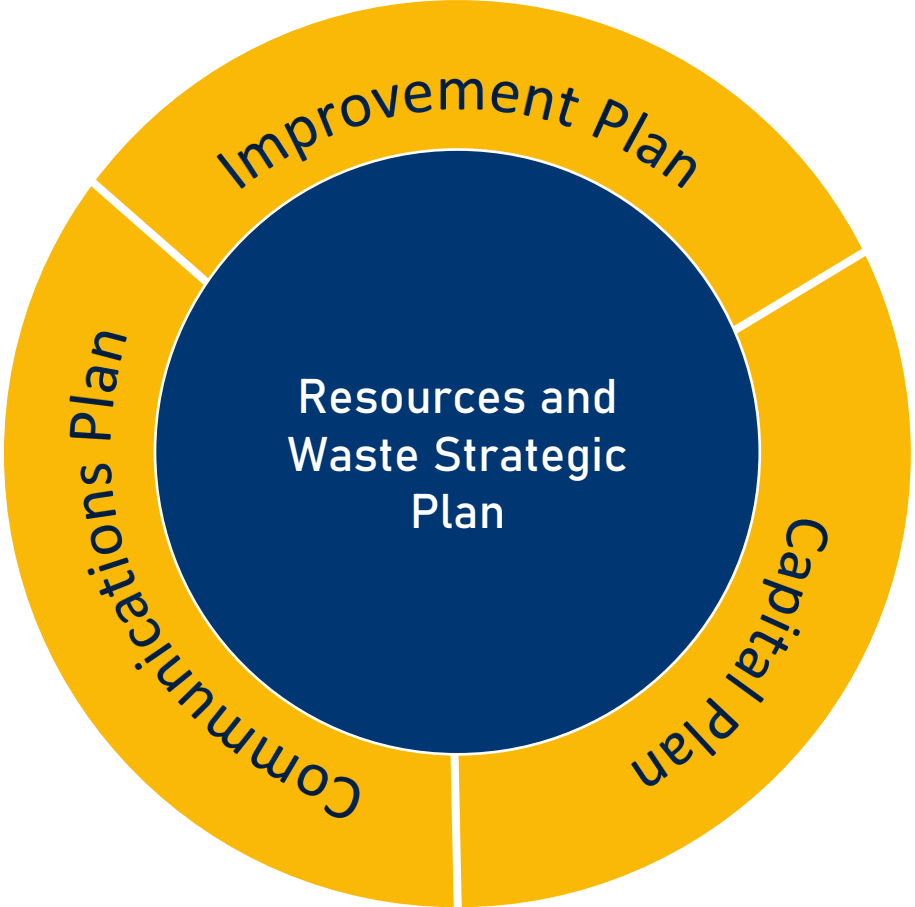 Improvement Plan
Resources and
Waste Strategic
Plan
Communications Plan
Capital Plan